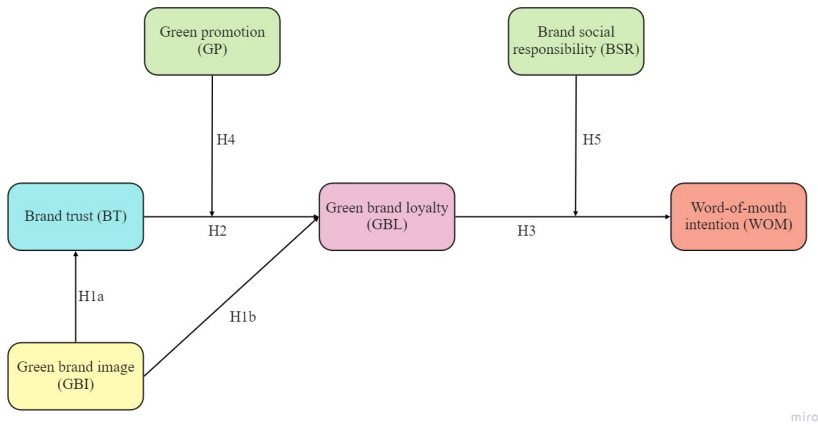 Green promotion
(GP)
Brand social
responsibility (BSR)
H4
H5
Brand trust (BT)
H2
Green brand loyalty
(GBL)
H3
Word-of-mouth
intention (WOM)
H1a
H1b
Green brand image
(GBI)
miro